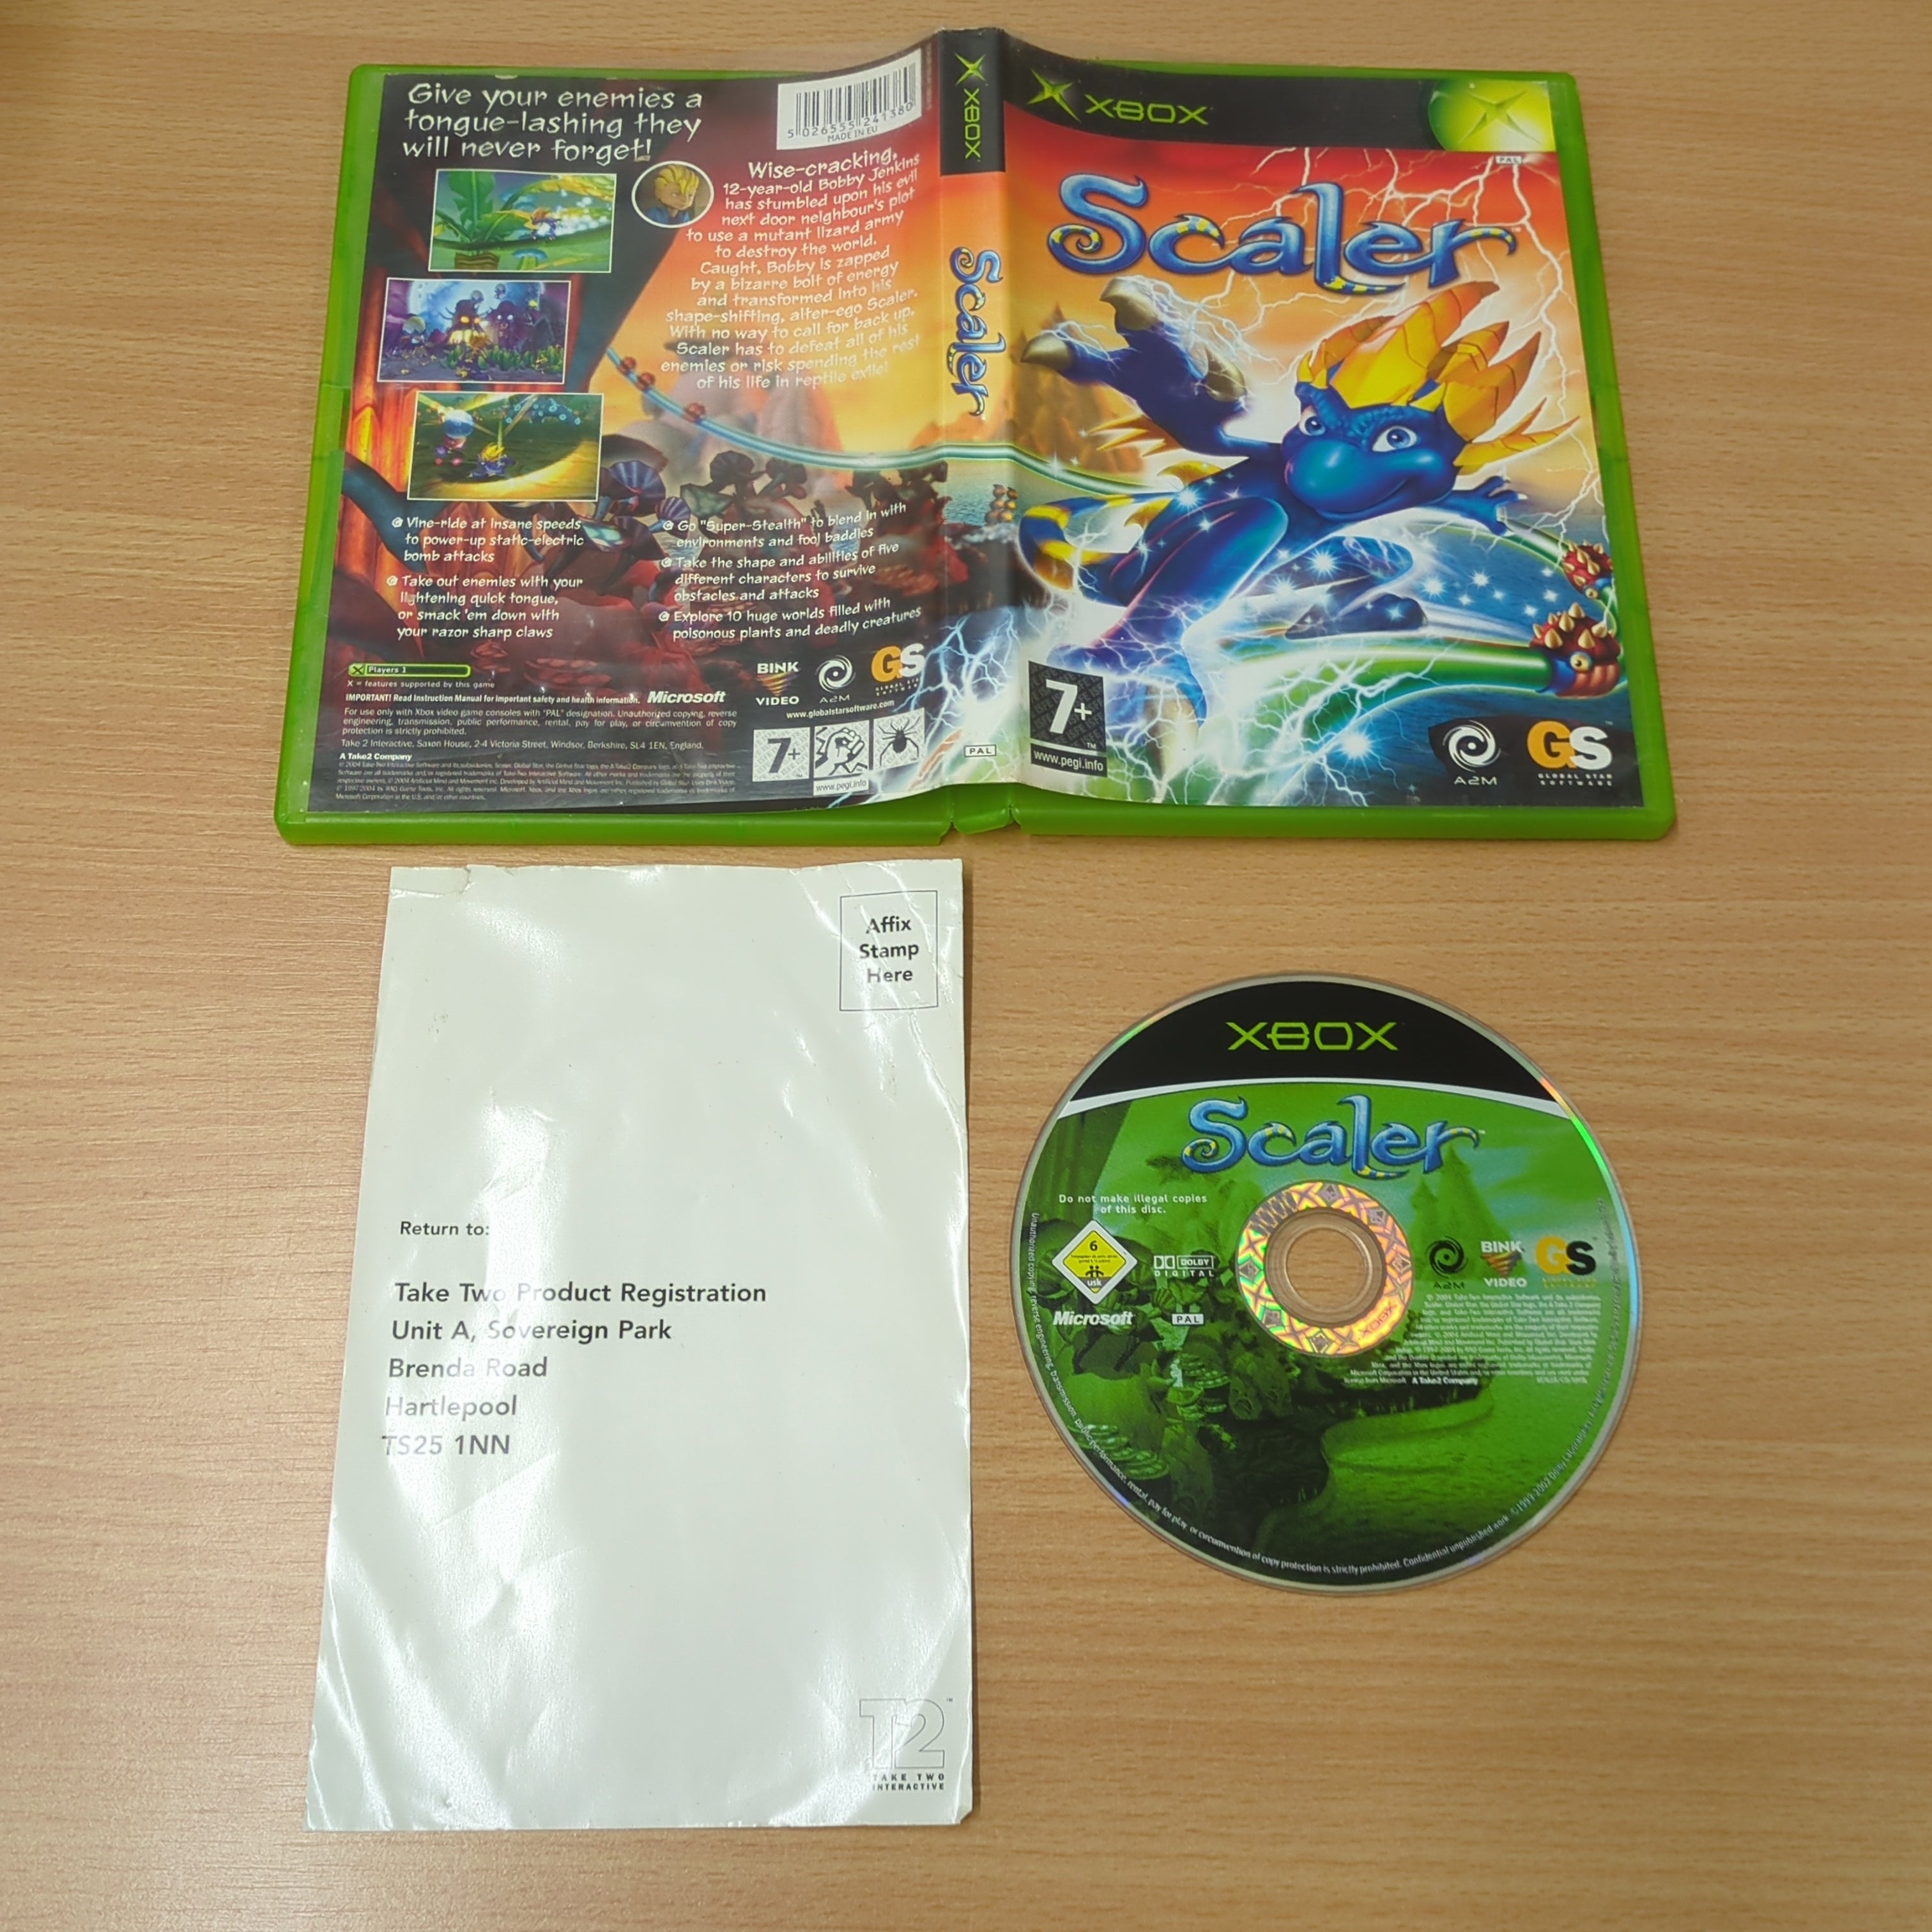 Give your enemies a
tongue-lashing they
will never forget!
5 026555 241380
MADE IN EU
Wise-cracking,
12-year-old Bobby Jenkins
has stumbled upon his evil
next door neighbour's plot
to use a mutant lizard army
to destroy the world.
Caught, Bobby is zapped
by a bizarre bolt of energy
and transformed into his
shape-shifting, alter-ego Scaler.
With no way to call for back up,
Scaler has to defeat all of his
enemies or risk spending the rest
of his life in reptile exile!
Vine-ride at insane speeds
to power-up static-electric
bomb attacks
Take out enemies with your
lightening quick tongue,
or smack 'em down with
your razor sharp claws
Go "Super-Stealth" to blend in with
environments and fool baddies
Take the shape and abilities of five
different characters to survive
obstacles and attacks
Explore 10 huge worlds filled with
poisonous plants and deadly creatures
Players 1
X = features supported by this game
IMPORTANT! Read Instruction Manual for important safety and health information.
Microsoft
For use only with Xbox video game consoles with "PAL" designation. Unauthorized copying, reverse
engineering, transmission, public performance, rental, pay for play, or circumvention of copy
protection is strictly prohibited.
Take 2 Interactive, Saxon House, 2-4 Victoria Street, Windsor, Berkshire, SL4 1EN, England.
A Take2 Company
BINK
VIDEO
A2M
GS
www.globalstarsoftware.com
7+
www.pegi.info
XBOX
Scaler
PAL
XBOX
PAL
Scaler™
7+
www.pegi.info
A2M
GS
GLOBAL STAR
SOFTWARE
Affix
Stamp
Here
Return to:
Take Two Product Registration
Unit A, Sovereign Park
Brenda Road
Hartlepool
TS25 1NN
T2™
TAKE TWO
INTERACTIVE
XBOX
Scaler™
Do not make illegal copies
of this disc.
6
usk
DOLBY
DIGITAL
Microsoft
PAL
A2M
BINK
VIDEO
GS
A Take2 Company